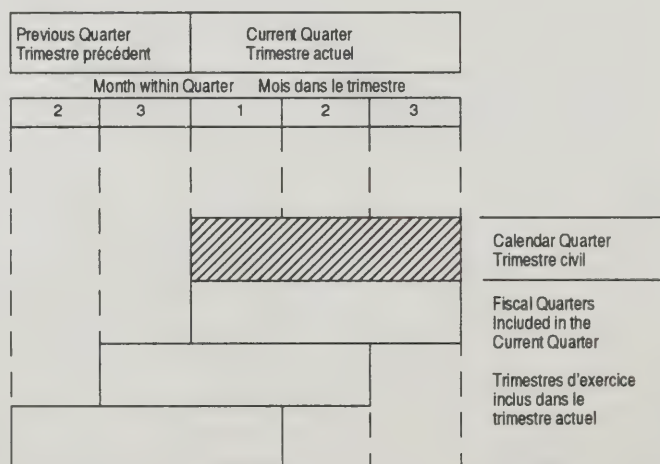 Previous Quarter
Trimestre précédent
Current Quarter
Trimestre actuel
Month within Quarter Mois dans le trimestre
2 3 1 2 3
Calendar Quarter
Trimestre civil
Fiscal Quarters
Included in the
Current Quarter
Trimestres d'exercice
inclus dans le
trimestre actuel